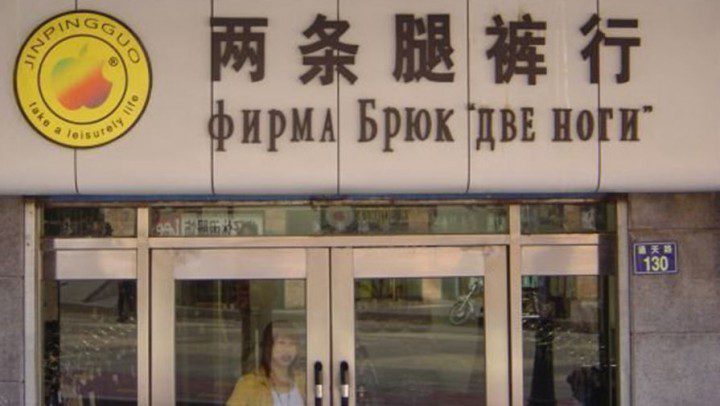 JINPINGGUO
®
take a leisurely life
两条腿裤行
фирма Брюк "две ноги"
130